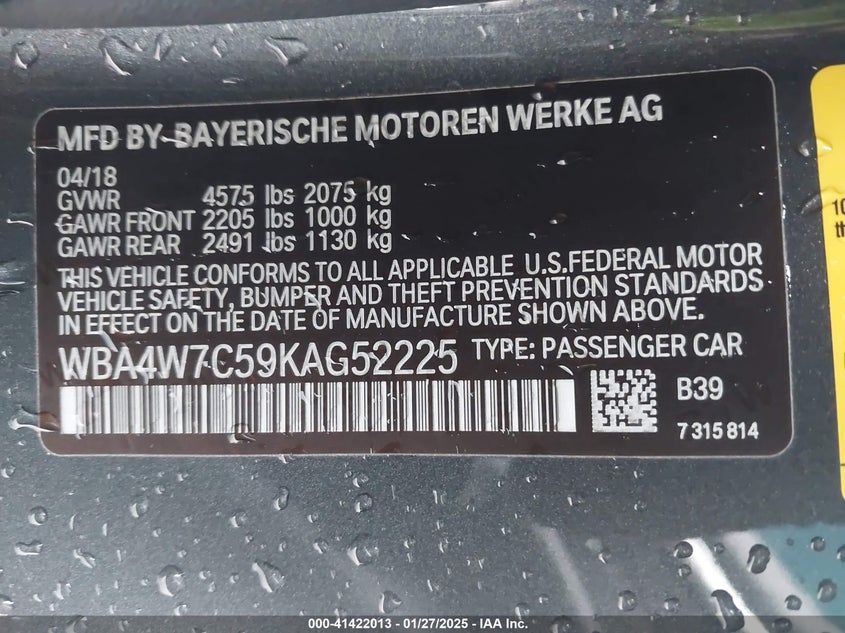 MFD BY-BAYERISCHE MOTOREN WERKE AG
04/18
GVWR 4575 lbs 2075 kg
GAWR FRONT 2205 lbs 1000 kg
GAWR REAR 2491 lbs 1130 kg
THIS VEHICLE CONFORMS TO ALL APPLICABLE U.S.FEDERAL MOTOR
VEHICLE SAFETY, BUMPER AND THEFT PREVENTION STANDARDS
IN EFFECT ON THE DATE OF MANUFACTURE SHOWN ABOVE.
WBA4W7C59KAG52225 TYPE: PASSENGER CAR
B39
7 315 814
10
th
000-41422013 - 01/27/2025 - IAA Inc.